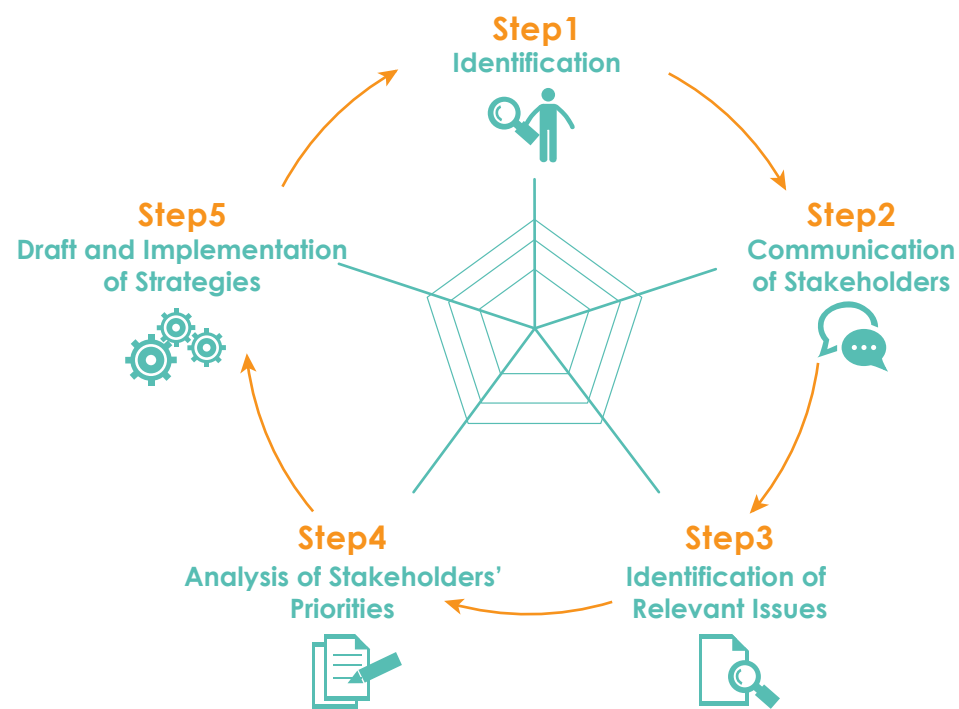 Step1
Identification
Step2
Communication
of Stakeholders
Step3
Identification of
Relevant Issues
Step4
Analysis of Stakeholders’
Priorities
Step5
Draft and Implementation
of Strategies